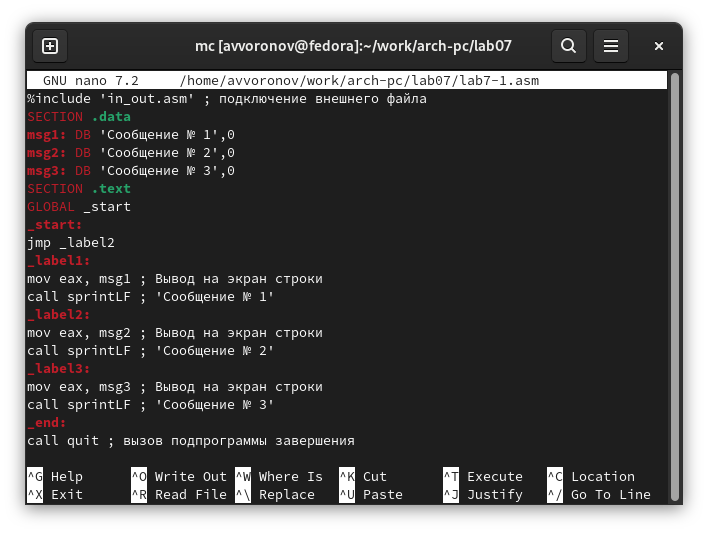 mc [avvoronov@fedora]:~/work/arch-pc/lab07
GNU nano 7.2 /home/avvoronov/work/arch-pc/lab07/lab7-1.asm
%include 'in_out.asm' ; подключение внешнего файла
SECTION .data
msg1: DB 'Сообщение № 1',0
msg2: DB 'Сообщение № 2',0
msg3: DB 'Сообщение № 3',0
SECTION .text
GLOBAL _start
_start:
jmp _label2
_label1:
mov eax, msg1 ; Вывод на экран строки
call sprintLF ; 'Сообщение № 1'
_label2:
mov eax, msg2 ; Вывод на экран строки
call sprintLF ; 'Сообщение № 2'
_label3:
mov eax, msg3 ; Вывод на экран строки
call sprintLF ; 'Сообщение № 3'
_end:
call quit ; вызов подпрограммы завершения
^G Help ^O Write Out ^W Where Is ^K Cut ^T Execute ^C Location
^X Exit ^R Read File ^\ Replace ^U Paste ^J Justify ^/ Go To Line